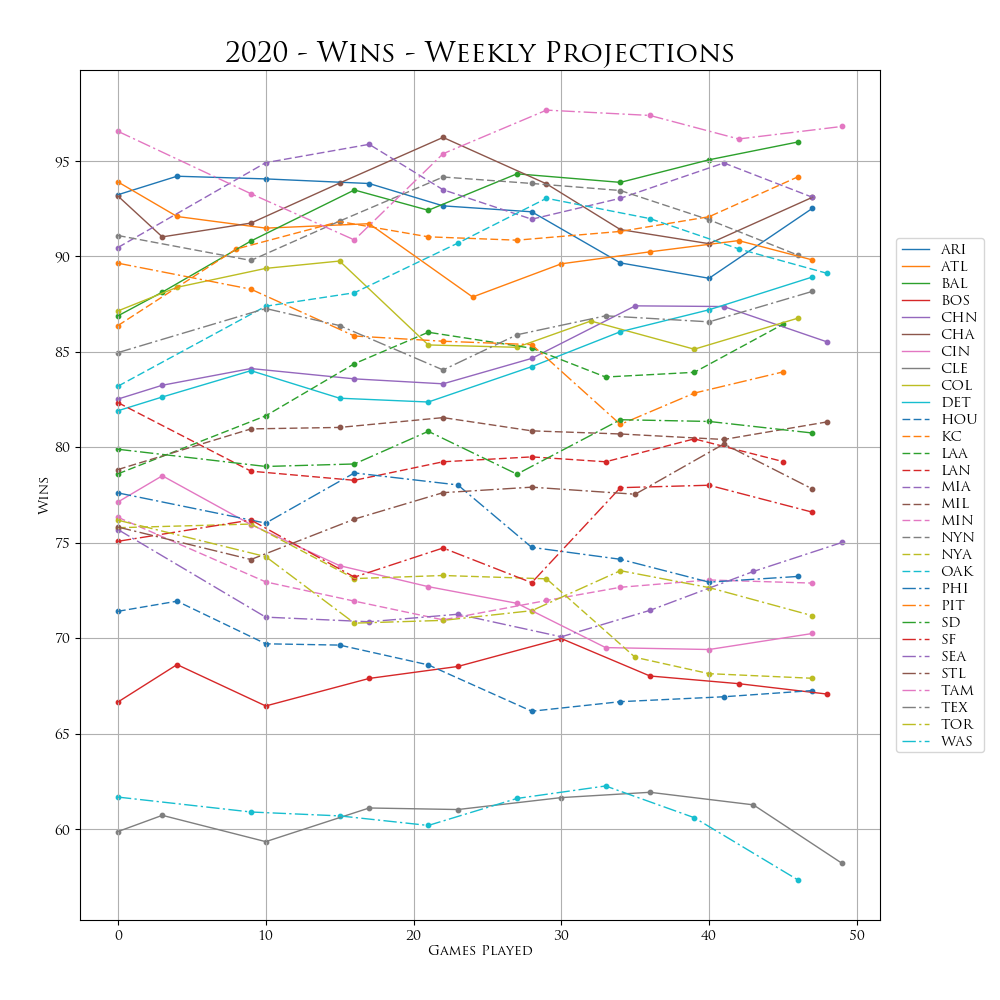 2020 - Wins - Weekly Projections
95
90
85
80
75
70
65
60
Wins
0 10 20 30 40 50
Games Played
ARI
ATL
BAL
BOS
CHN
CHA
CIN
CLE
COL
DET
HOU
KC
LAA
LAN
MIA
MIL
MIN
NYN
NYA
OAK
PHI
PIT
SD
SF
SEA
STL
TAM
TEX
TOR
WAS